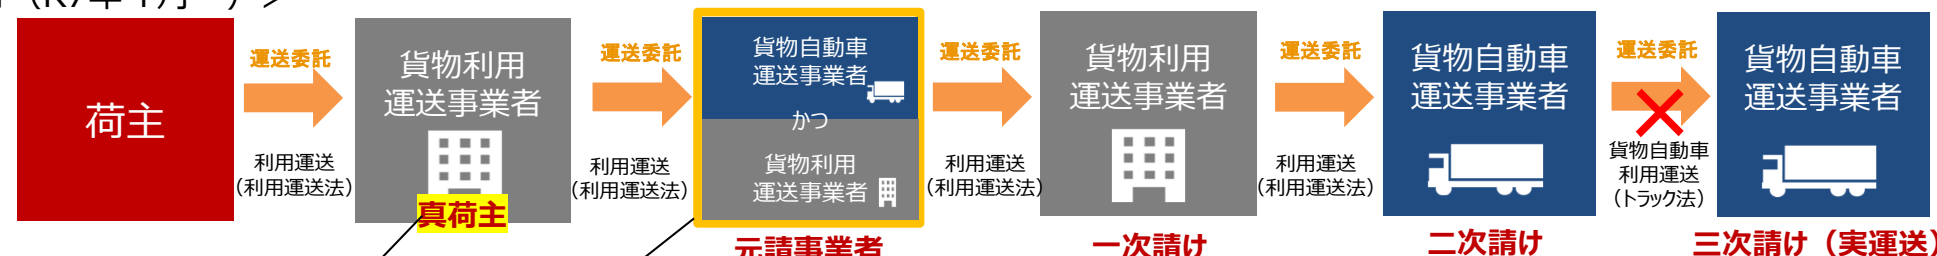 （R7年4月～）＞
荷主
運送委託
利用運送
（利用運送法）
貨物利用
運送事業者
真荷主
運送委託
利用運送
（利用運送法）
貨物自動車
運送事業者
かつ
貨物利用
運送事業者
元請事業者
運送委託
利用運送
（利用運送法）
貨物利用
運送事業者
一次請け
運送委託
利用運送
（利用運送法）
貨物自動車
運送事業者
二次請け
運送委託
貨物自動車
利用運送
（トラック法）
貨物自動車
運送事業者
三次請け（実運送）